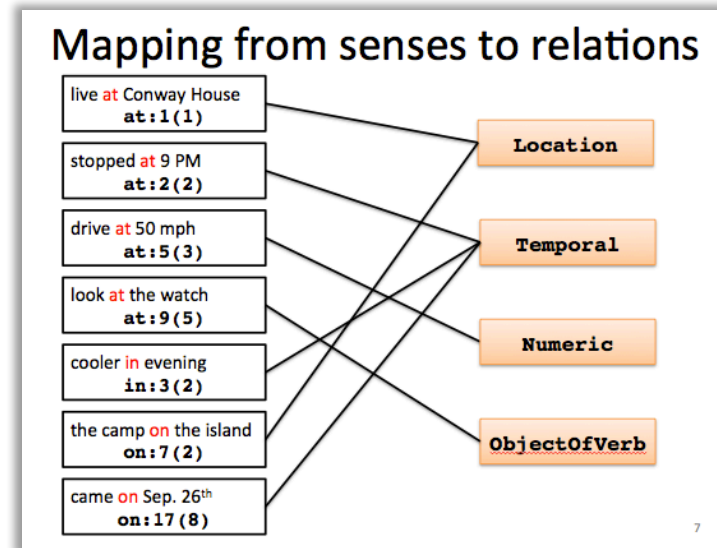 Mapping from senses to relations
live at Conway House
at:1(1)
stopped at 9 PM
at:2(2)
drive at 50 mph
at:5(3)
look at the watch
at:9(5)
cooler in evening
in:3(2)
the camp on the island
on:7(2)
came on Sep. 26th
on:17(8)
Location
Temporal
Numeric
ObjectOfVerb
7